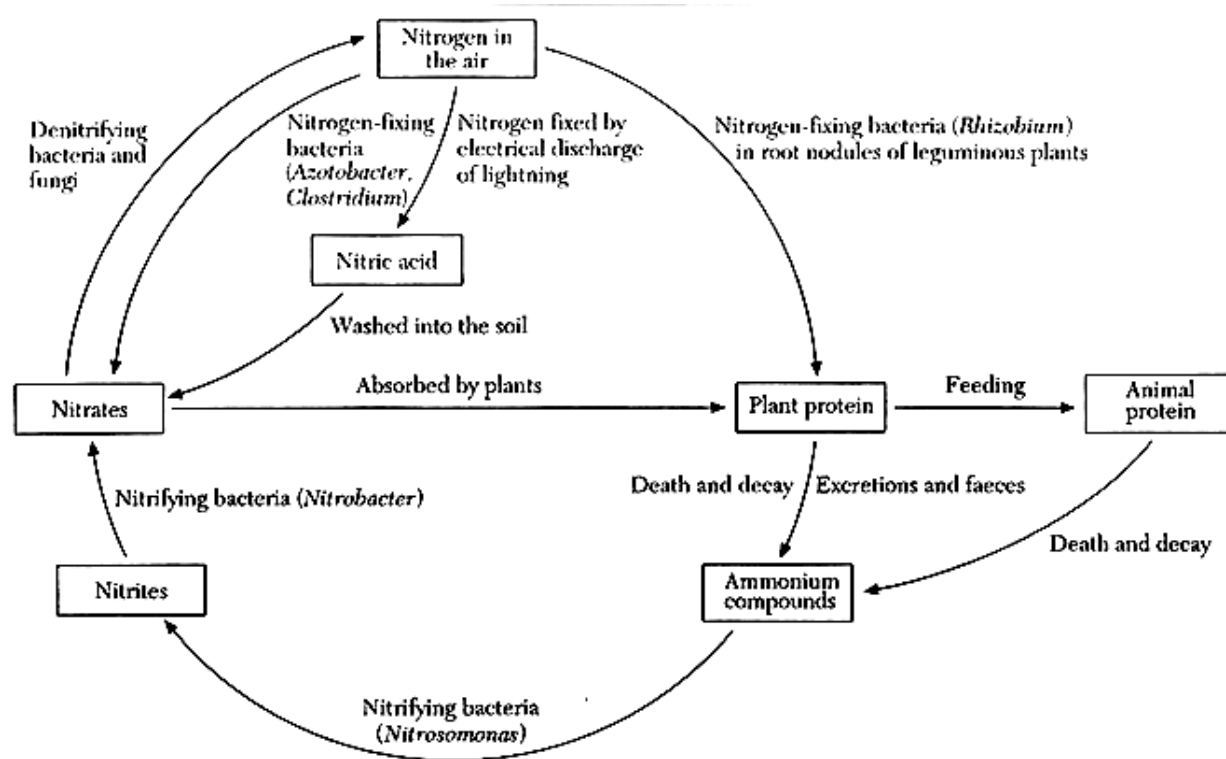 Nitrogen in
the air
Denitrifying
bacteria and
fungi
Nitrogen-fixing
bacteria
(Azotobacter,
Clostridium)
Nitrogen fixed by
electrical discharge
of lightning
Nitrogen-fixing bacteria (Rhizobium)
in root nodules of leguminous plants
Nitric acid
Washed into the soil
Nitrates
Absorbed by plants
Plant protein
Feeding
Animal
protein
Nitrifying bacteria (Nitrobacter)
Death and decay
Excretions and faeces
Death and decay
Nitrites
Ammonium
compounds
Nitrifying bacteria
(Nitrosomonas)